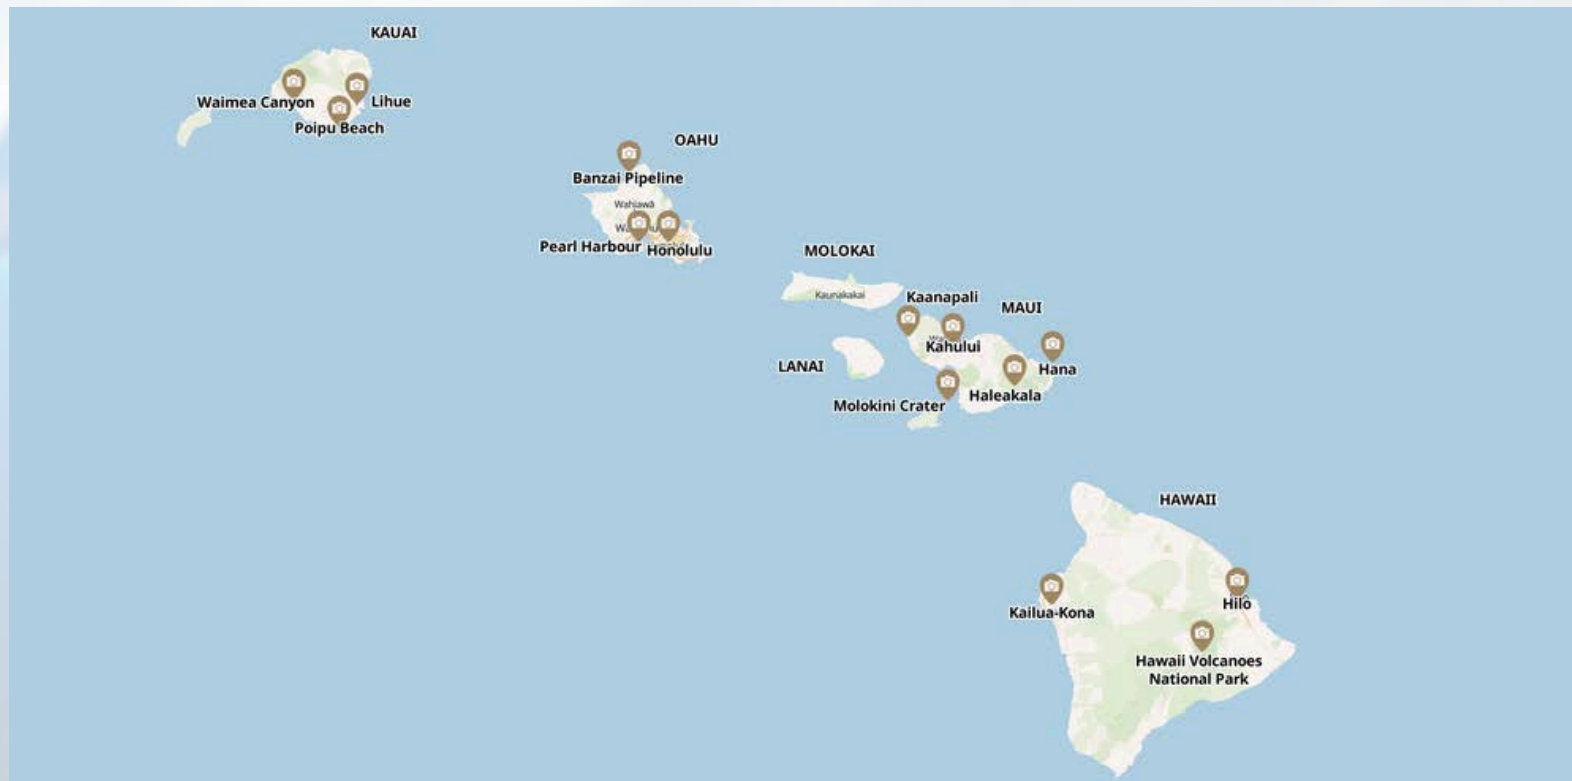 KAUAI
Waimea Canyon
Lihue
Poipu Beach
OAHU
Banzai Pipeline
Wahiawā
Pearl Harbour
Honolulu
MOLOKAI
Kaunakakai
Kaanapali
MAUI
Kahului
LANAI
Hana
Haleakala
Molokini Crater
HAWAII
Kailua-Kona
Hilo
Hawaii Volcanoes
National Park